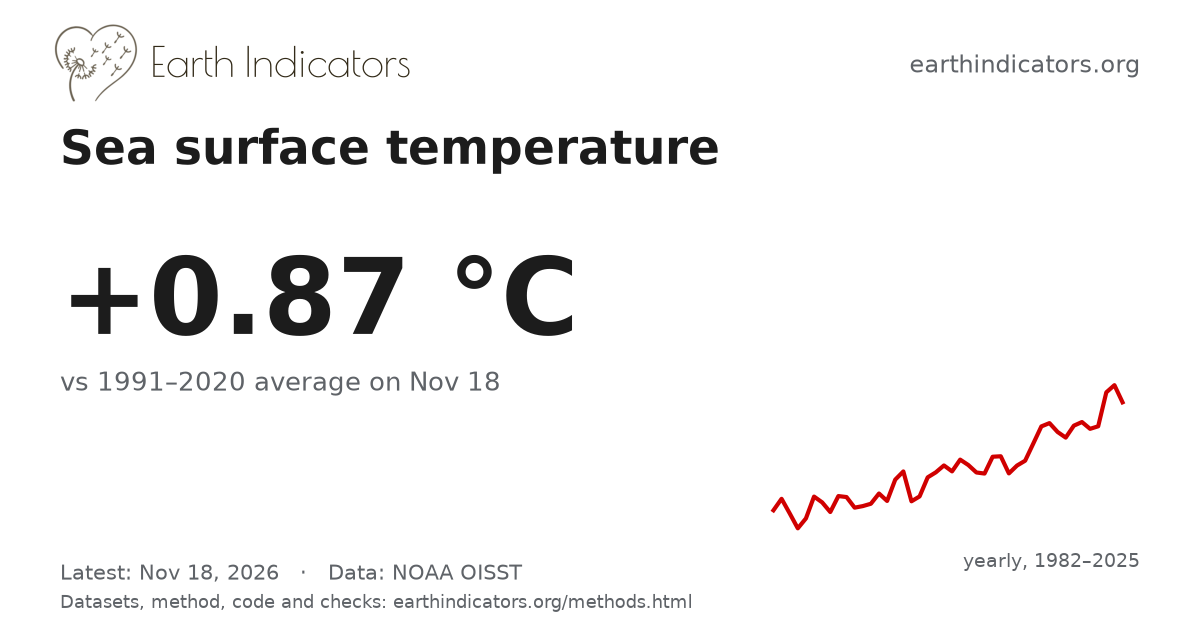 Earth Indicators
earthindicators.org
Sea surface temperature
+0.87 °C
vs 1991–2020 average on Nov 18
yearly, 1982–2025
Latest: Nov 18, 2026 · Data: NOAA OISST
Datasets, method, code and checks: earthindicators.org/methods.html